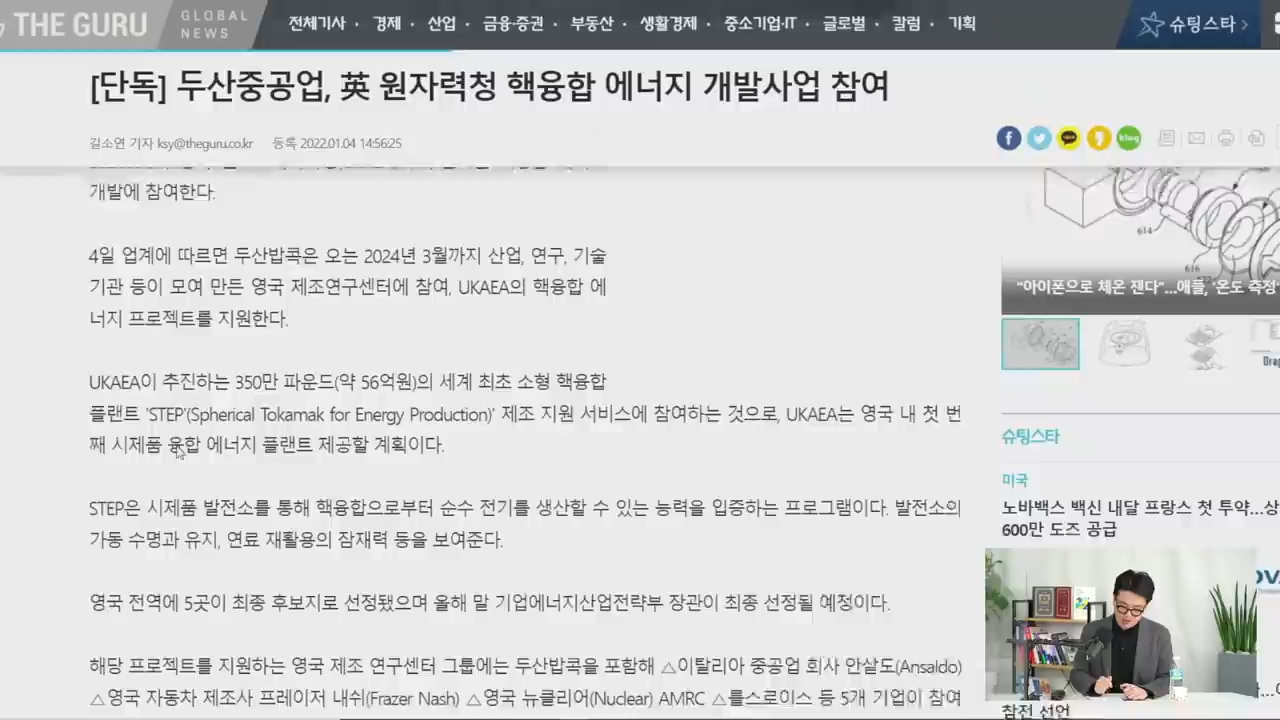 THE GURU
GLOBAL
NEWS
전체기사 · 경제 · 산업 · 금융·증권 · 부동산 · 생활경제 · 중소기업·IT · 글로벌 · 칼럼 · 기획
슈팅스타 >
[단독] 두산중공업, 英 원자력청 핵융합 에너지 개발사업 참여
길소연 기자 ksy@theguru.co.kr 등록 2022.01.04 14:56:25
blog
개발에 참여한다.
4일 업계에 따르면 두산밥콕은 오는 2024년 3월까지 산업, 연구, 기술
기관 등이 모여 만든 영국 제조연구센터에 참여, UKAEA의 핵융합 에
너지 프로젝트를 지원한다.
UKAEA이 추진하는 350만 파운드(약 56억원)의 세계 최초 소형 핵융합
플랜트 'STEP'(Spherical Tokamak for Energy Production)' 제조 지원 서비스에 참여하는 것으로, UKAEA는 영국 내 첫 번
째 시제품 융합 에너지 플랜트 제공할 계획이다.
STEP은 시제품 발전소를 통해 핵융합으로부터 순수 전기를 생산할 수 있는 능력을 입증하는 프로그램이다. 발전소의
가동 수명과 유지, 연료 재활용의 잠재력 등을 보여준다.
영국 전역에 5곳이 최종 후보지로 선정됐으며 올해 말 기업에너지산업전략부 장관이 최종 선정될 예정이다.
해당 프로젝트를 지원하는 영국 제조 연구센터 그룹에는 두산밥콕을 포함해 △이탈리아 중공업 회사 안살도(Ansaldo)
△영국 자동차 제조사 프레이저 내쉬(Frazer Nash) △영국 뉴클리어(Nuclear) AMRC △롤스로이스 등 5개 기업이 참여
614
616
"아이폰으로 체온 잰다"...애플, '온도 측정'
슈팅스타
미국
노바백스 백신 내달 프랑스 첫 투약...상
600만 도즈 공급
참전 선언